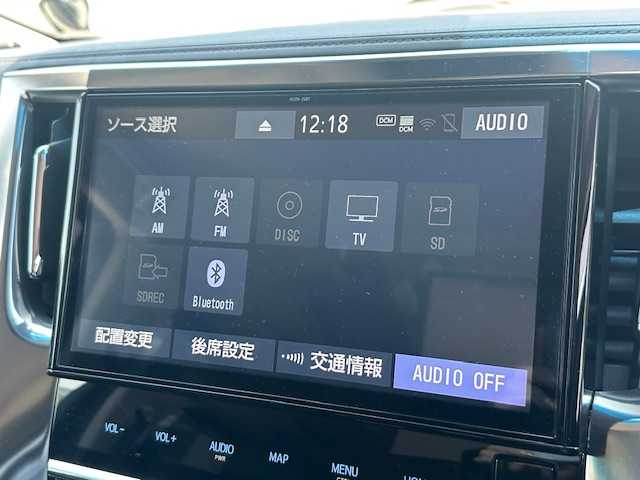 ソース選択
12:18
DCM
DCM
AUDIO
AM
FM
DISC
TV
SD
SDREC
Bluetooth
配置変更
後席設定
交通情報
AUDIO OFF
VOL-
VOL+
AUDIO
PWR
MAP
MENU